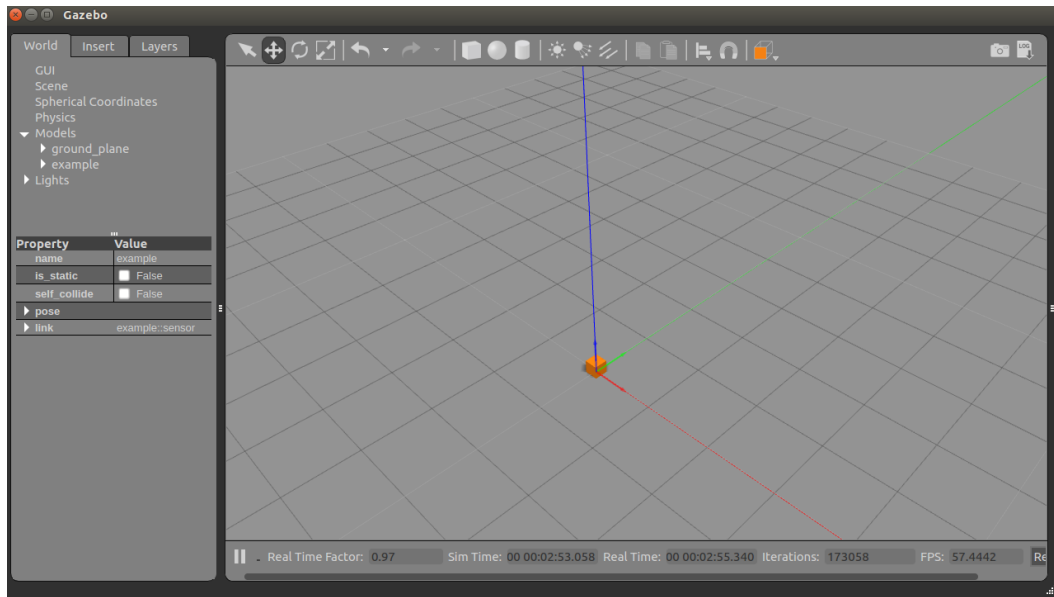 Gazebo
World Insert Layers
GUI
Scene
Spherical Coordinates
Physics
Models
ground_plane
example
Lights
Property Value
name example
is_static False
self_collide False
pose
link example::sensor
LOG
Real Time Factor: 0.97 Sim Time: 00 00:02:53.058 Real Time: 00 00:02:55.340 Iterations: 173058 FPS: 57.4442 Re